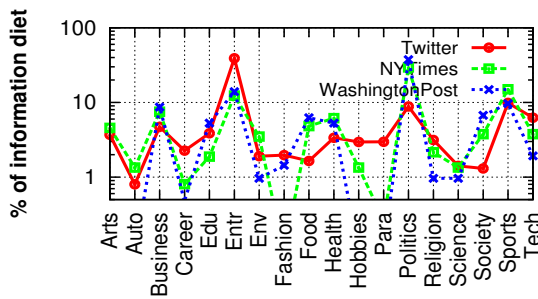 % of information diet
100
10
1
Twitter
NYTimes
WashingtonPost
Arts
Auto
Business
Career
Edu
Entr
Env
Fashion
Food
Health
Hobbies
Para
Politics
Religion
Science
Society
Sports
Tech